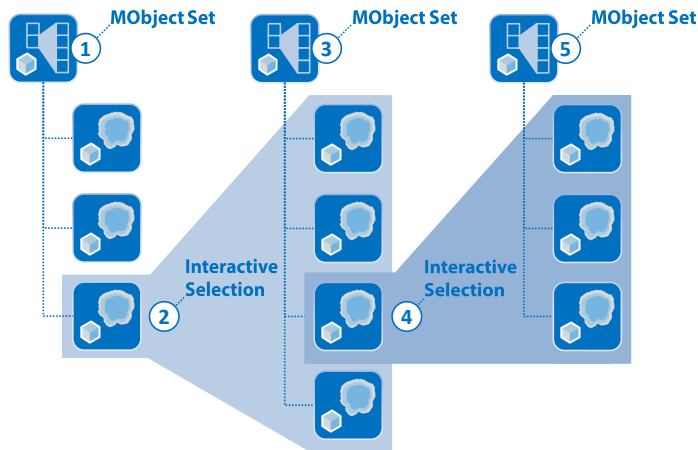 MObject Set
MObject Set
MObject Set
1
3
5
Interactive
Selection
2
Interactive
Selection
4